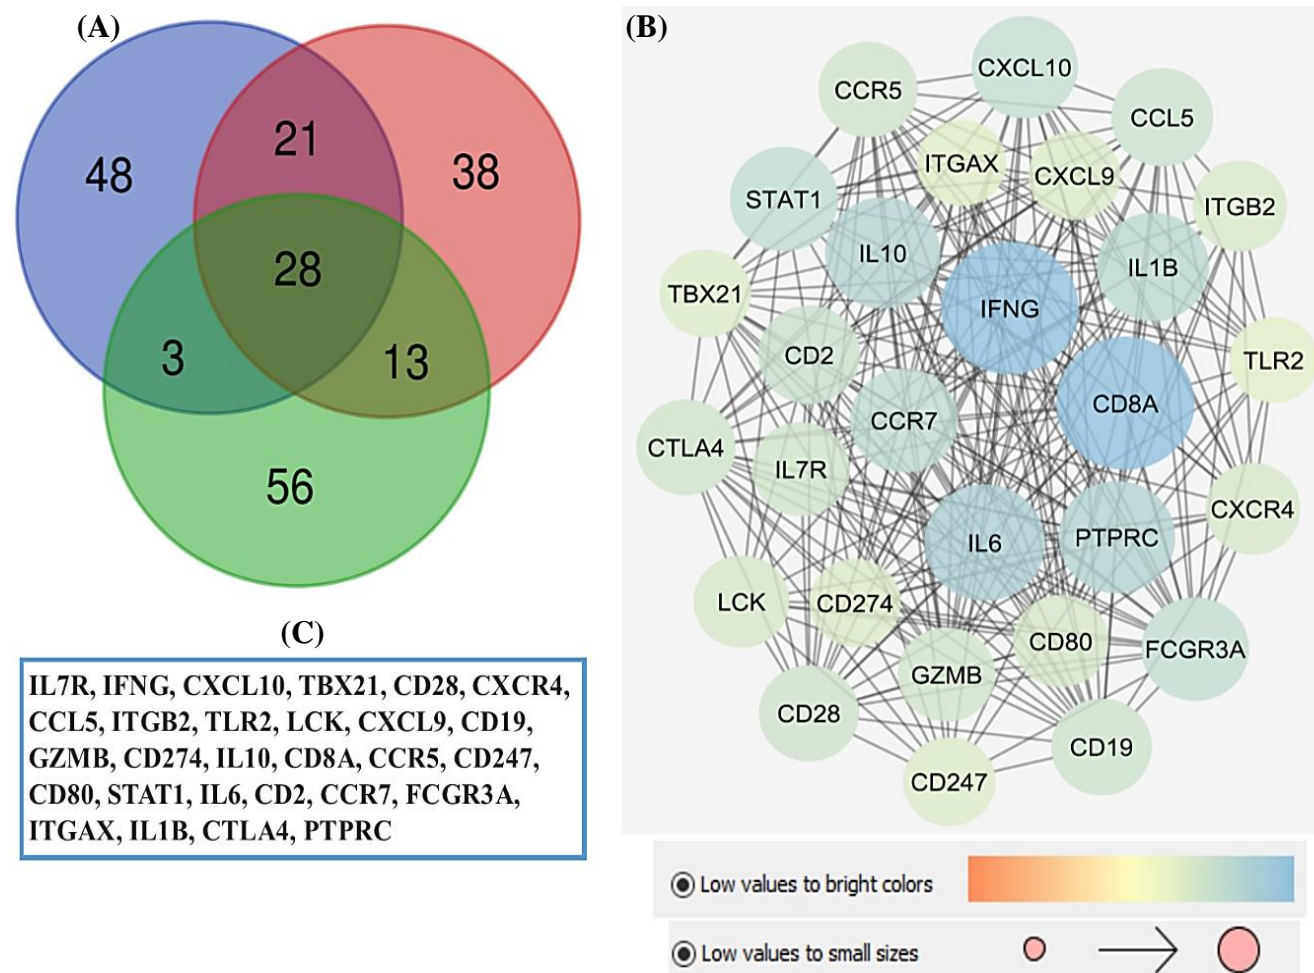 (A)
48
21
38
28
3
13
56
(B)
CXCL10
CCR5
CCL5
ITGAX
CXCL9
STAT1
ITGB2
IL10
IL1B
TBX21
IFNG
CD2
TLR2
CD8A
CCR7
CTLA4
IL7R
CXCR4
IL6
PTPRC
LCK
CD274
CD80
FCGR3A
GZMB
CD28
CD19
CD247
(C)
IL7R, IFNG, CXCL10, TBX21, CD28, CXCR4,
CCL5, ITGB2, TLR2, LCK, CXCL9, CD19,
GZMB, CD274, IL10, CD8A, CCR5, CD247,
CD80, STAT1, IL6, CD2, CCR7, FCGR3A,
ITGAX, IL1B, CTLA4, PTPRC
Low values to bright colors
Low values to small sizes